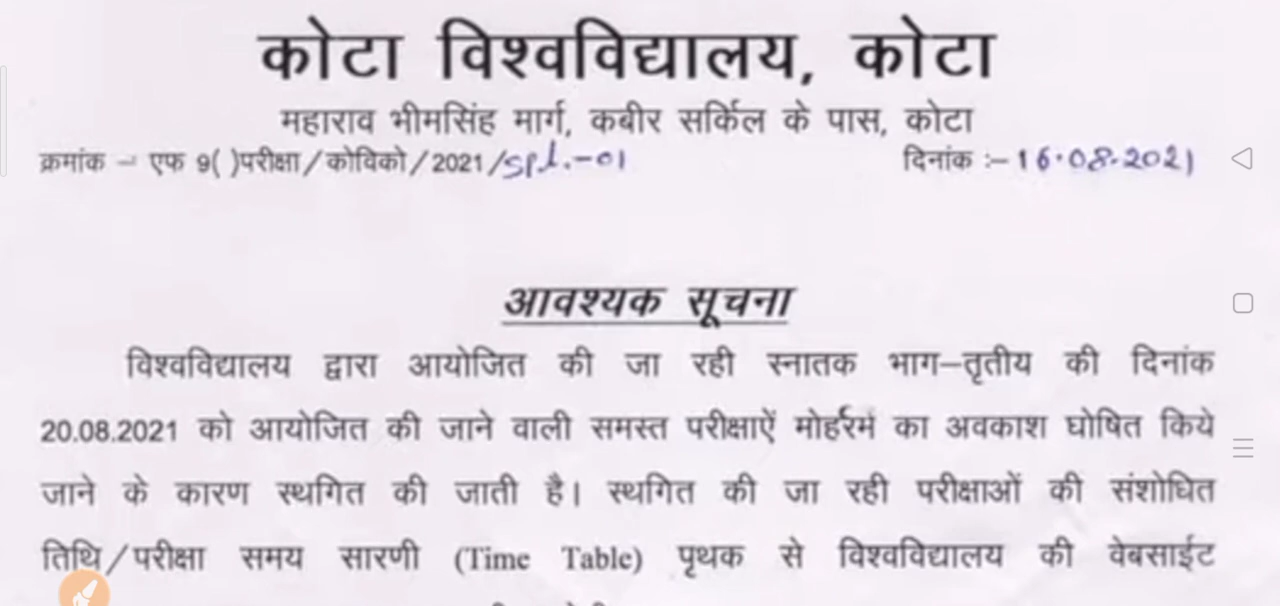 कोटा विश्वविद्यालय, कोटा
महाराव भीमसिंह मार्ग, कबीर सर्किल के पास, कोटा
क्रमांक – एफ 9( )परीक्षा/कोविको/2021/Spl.-01 दिनांक :– 16.08.2021
आवश्यक सूचना
विश्वविद्यालय द्वारा आयोजित की जा रही स्नातक भाग–तृतीय की दिनांक
20.08.2021 को आयोजित की जाने वाली समस्त परीक्षाऐं मोहर्रम का अवकाश घोषित किये
जाने के कारण स्थगित की जाती है। स्थगित की जा रही परीक्षाओं की संशोधित
तिथि/परीक्षा समय सारणी (Time Table) पृथक से विश्वविद्यालय की वेबसाईट